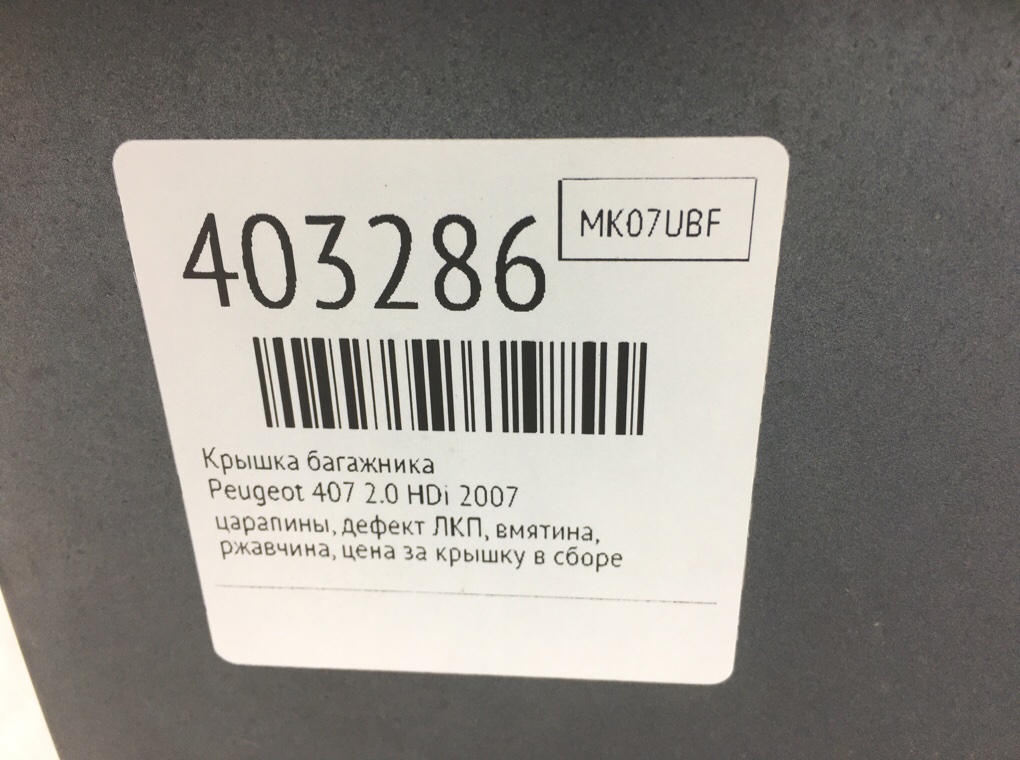 403286
MK07UBF
Крышка багажника
Peugeot 407 2.0 HDi 2007
царапины, дефект ЛКП, вмятина,
ржавчина, цена за крышку в сборе